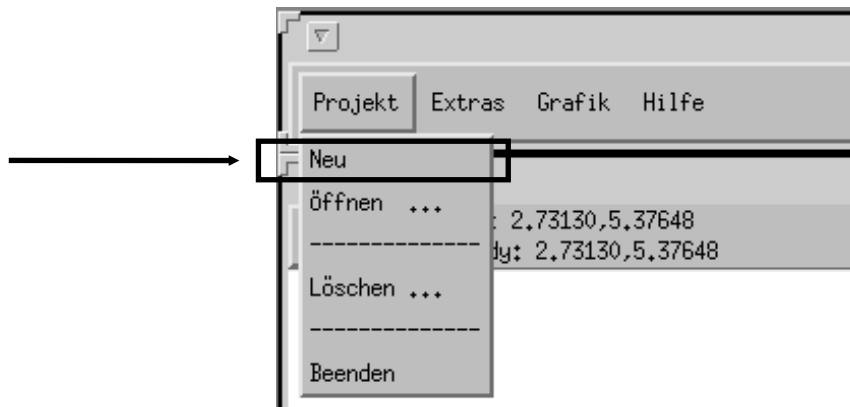 Projekt Extras Grafik Hilfe
Neu
Öffnen ...
: 2.73130,5.37648
dy: 2.73130,5.37648
--------------
Löschen ...
--------------
Beenden